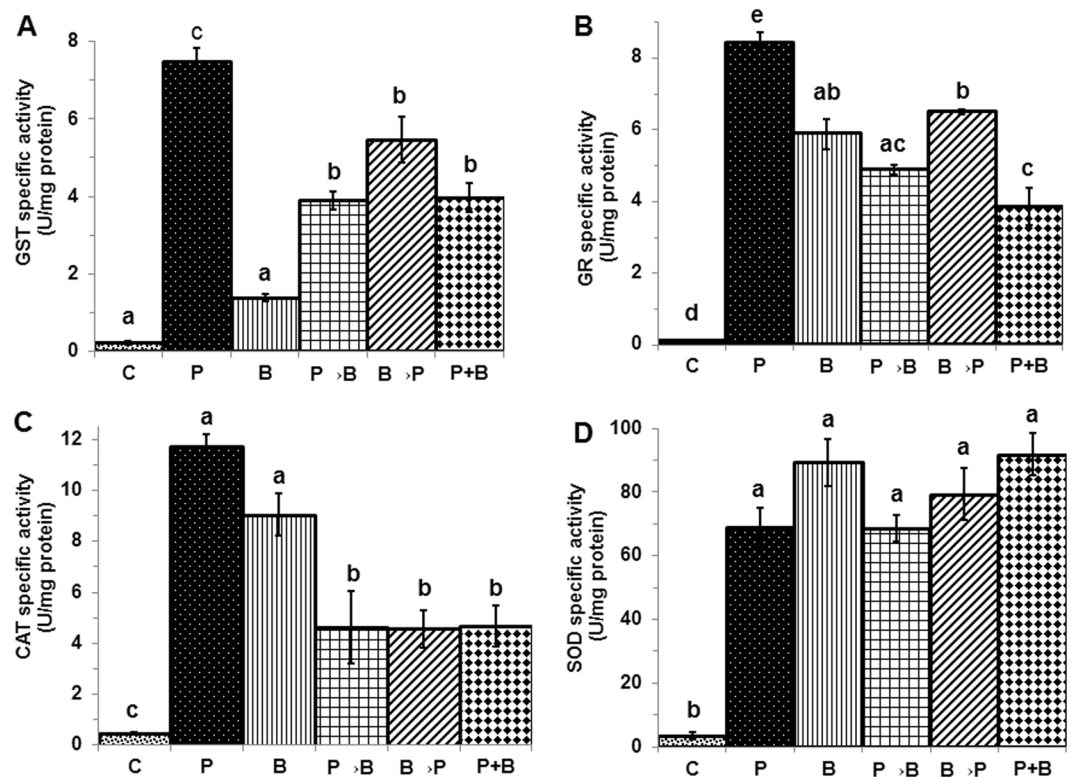 A
GST specific activity
(U/mg protein)
8
6
4
2
0
a
c
a
b
b
b
C P B P →B B →P P+B
B
GR specific activity
(U/mg protein)
8
6
4
2
0
d
e
ab
ac
b
c
C P B P →B B →P P+B
C
CAT specific activity
(U/mg protein)
12
10
8
6
4
2
0
c
a
a
b
b
b
C P B P →B B →P P+B
D
SOD specific activity
(U/mg protein)
100
80
60
40
20
0
b
a
a
a
a
a
C P B P →B B →P P+B